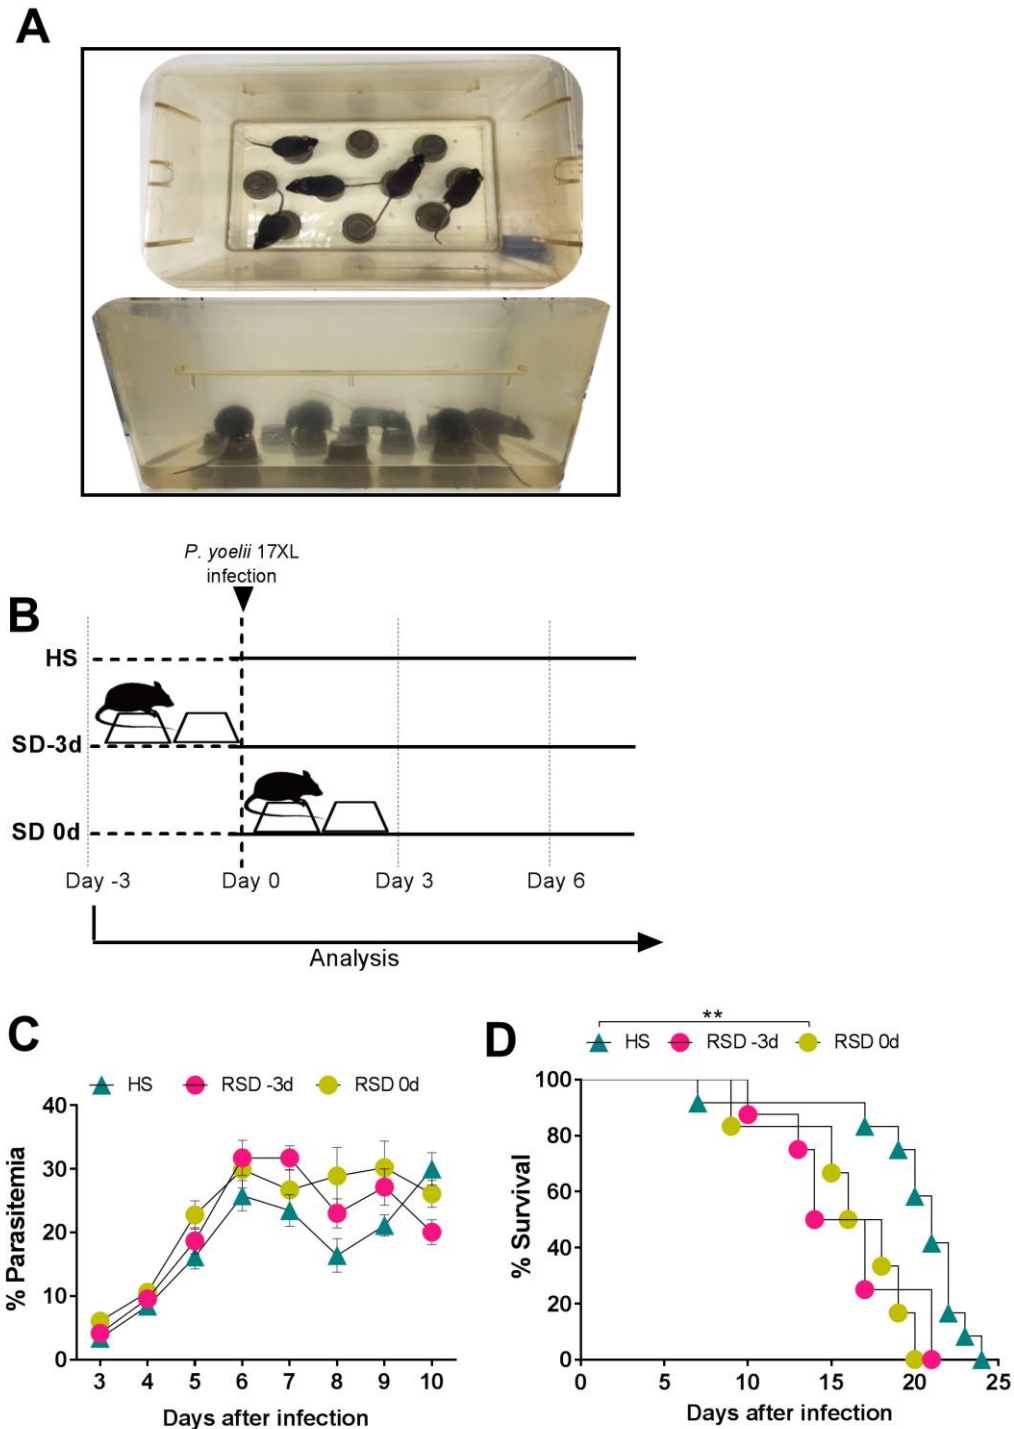 A
P. yoelii 17XL
infection
B
HS
SD-3d
SD 0d
Day -3 Day 0 Day 3 Day 6
Analysis
C
HS RSD -3d RSD 0d
% Parasitemia
40
30
20
10
0
3 4 5 6 7 8 9 10
Days after infection
D
**
HS RSD -3d RSD 0d
% Survival
100
80
60
40
20
0
0 5 10 15 20 25
Days after infection